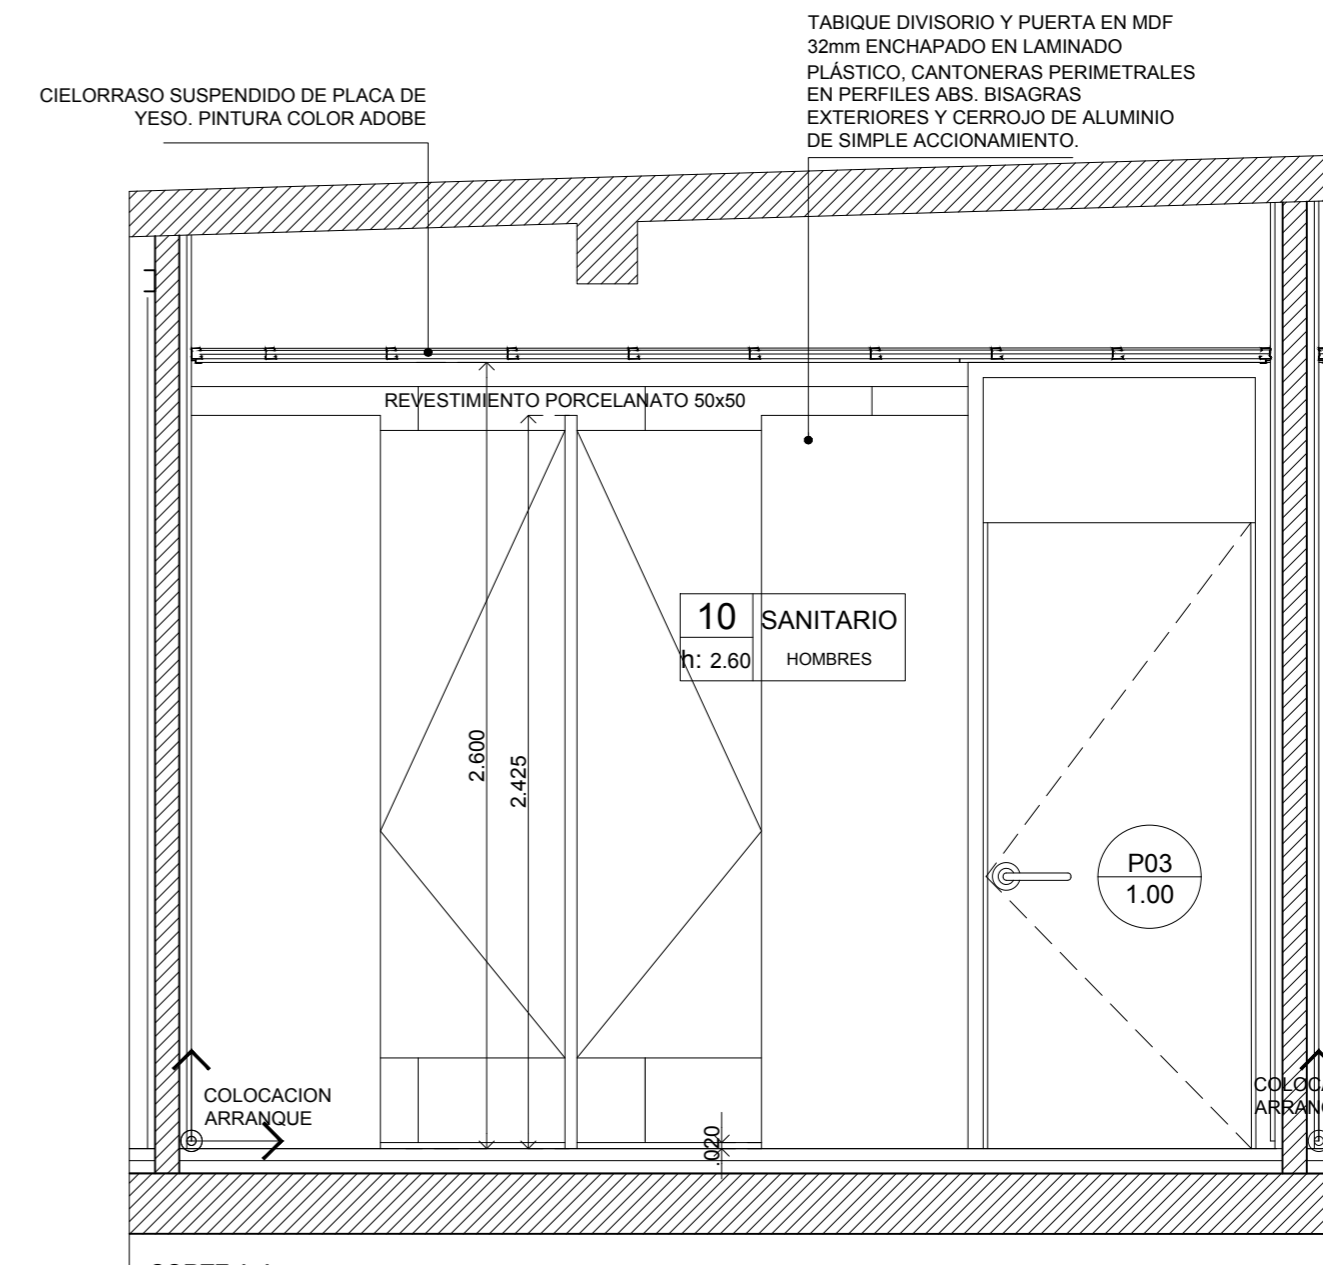 TABIQUE DIVISORIO Y PUERTA EN MDF
32mm ENCHAPADO EN LAMINADO
PLÁSTICO, CANTONERAS PERIMETRALES
EN PERFILES ABS. BISAGRAS
EXTERIORES Y CERROJO DE ALUMINIO
DE SIMPLE ACCIONAMIENTO.
CIELORRASO SUSPENDIDO DE PLACA DE
YESO. PINTURA COLOR ADOBE
REVESTIMIENTO PORCELANATO 50x50
10 SANITARIO
h: 2.60 HOMBRES
2.600
2.425
P03
1.00
COLOCACION
ARRANQUE
.020